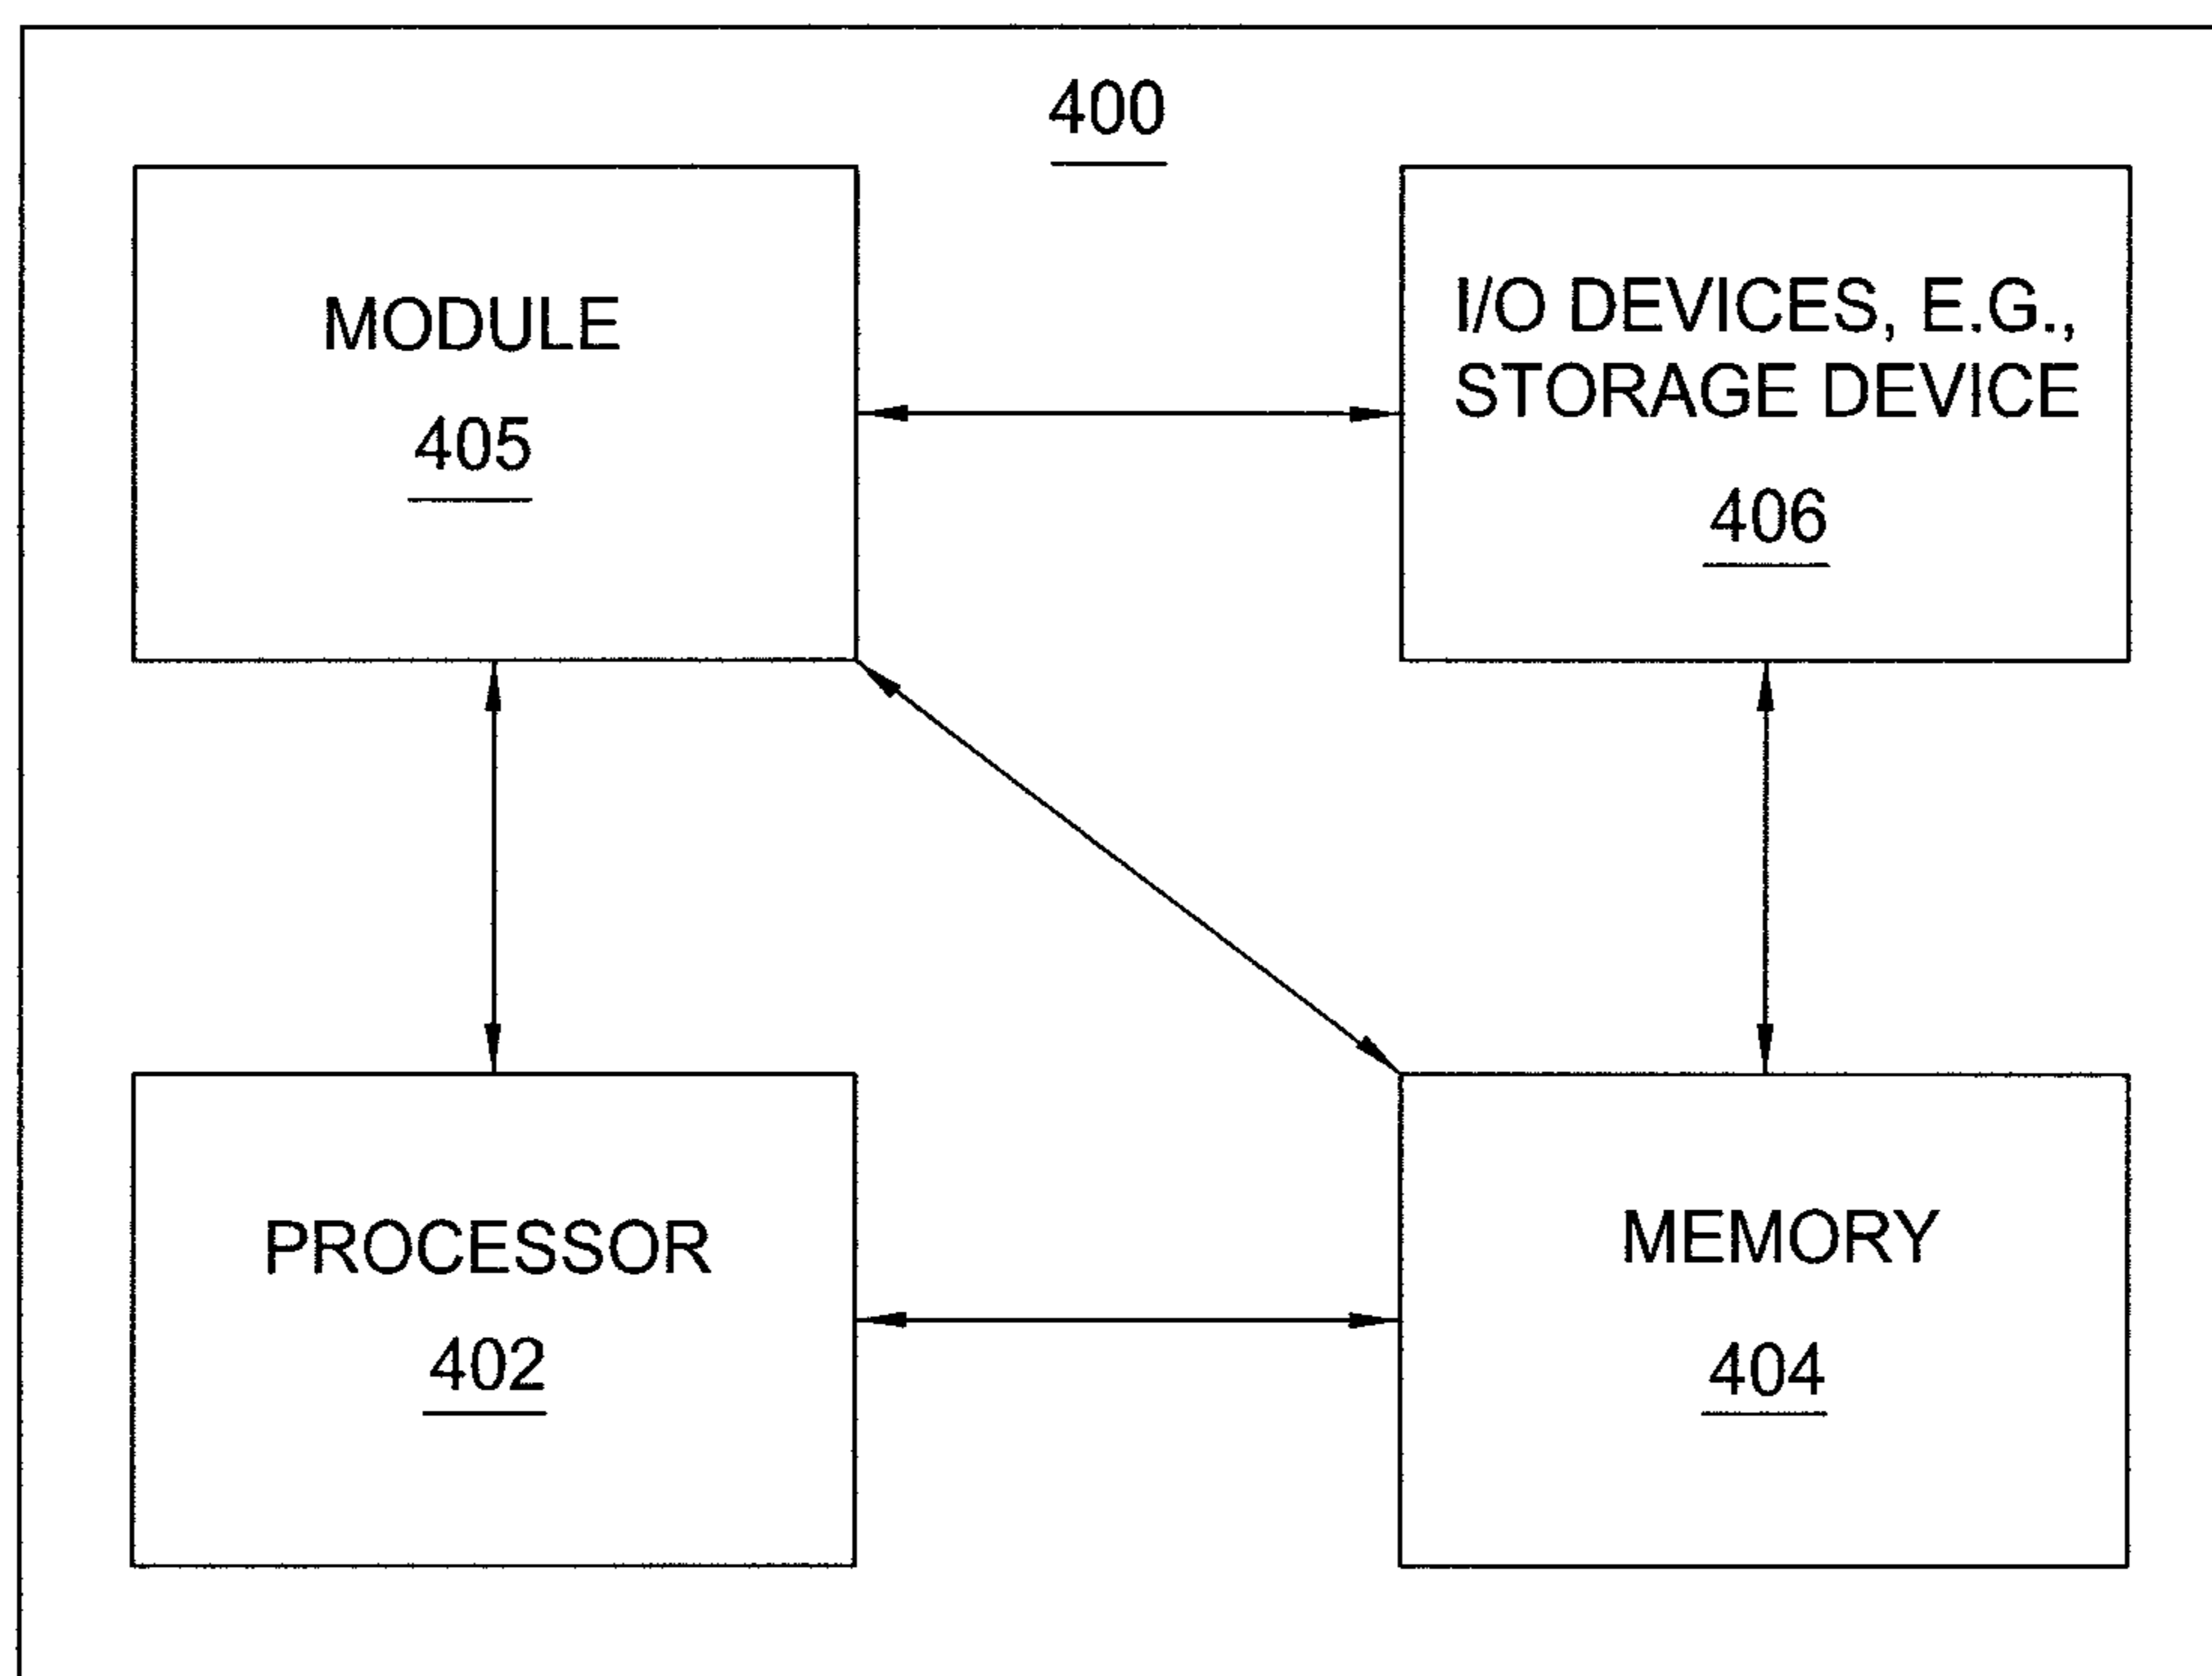 400
MODULE
405
I/O DEVICES, E.G.,
STORAGE DEVICE
406
PROCESSOR
402
MEMORY
404